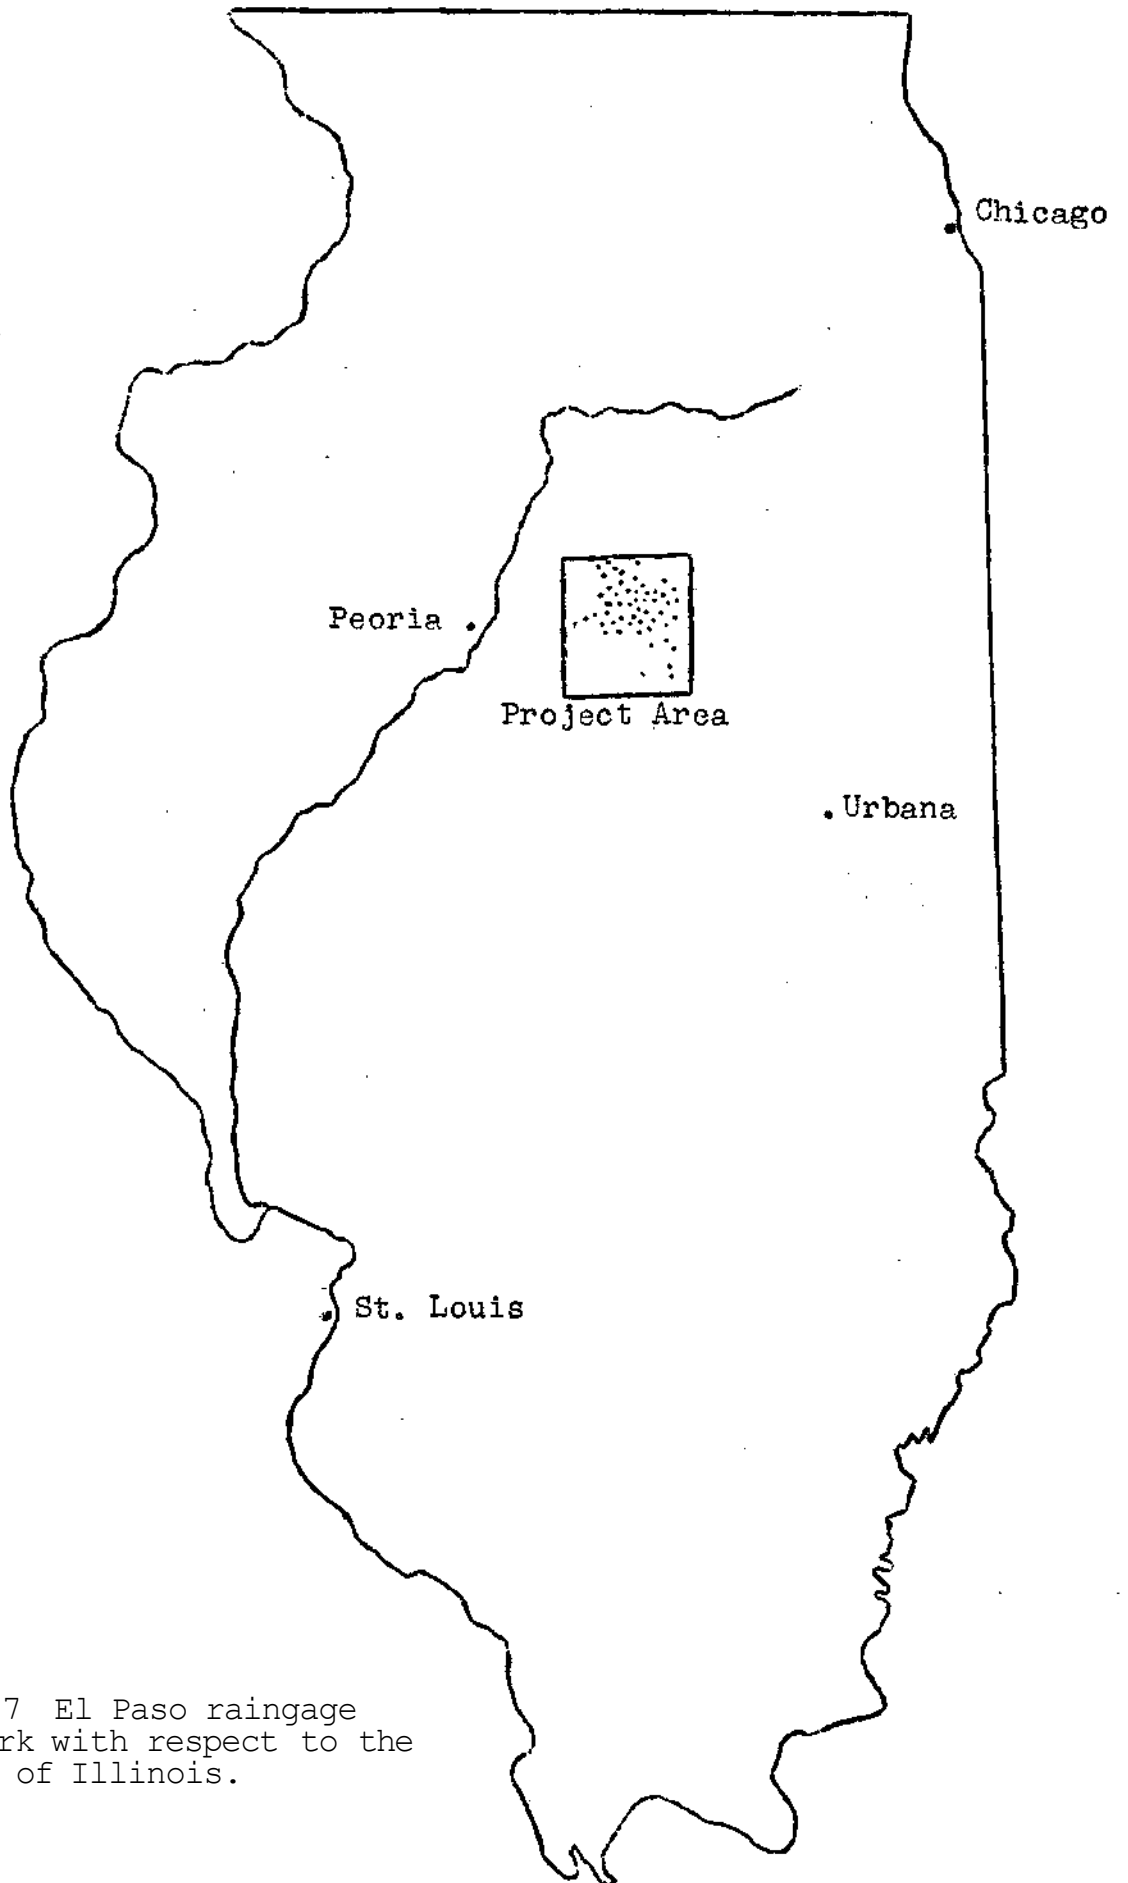 Chicago
Peoria
Project Area
Urbana
St. Louis
7 El Paso raingage
rk with respect to the
of Illinois.